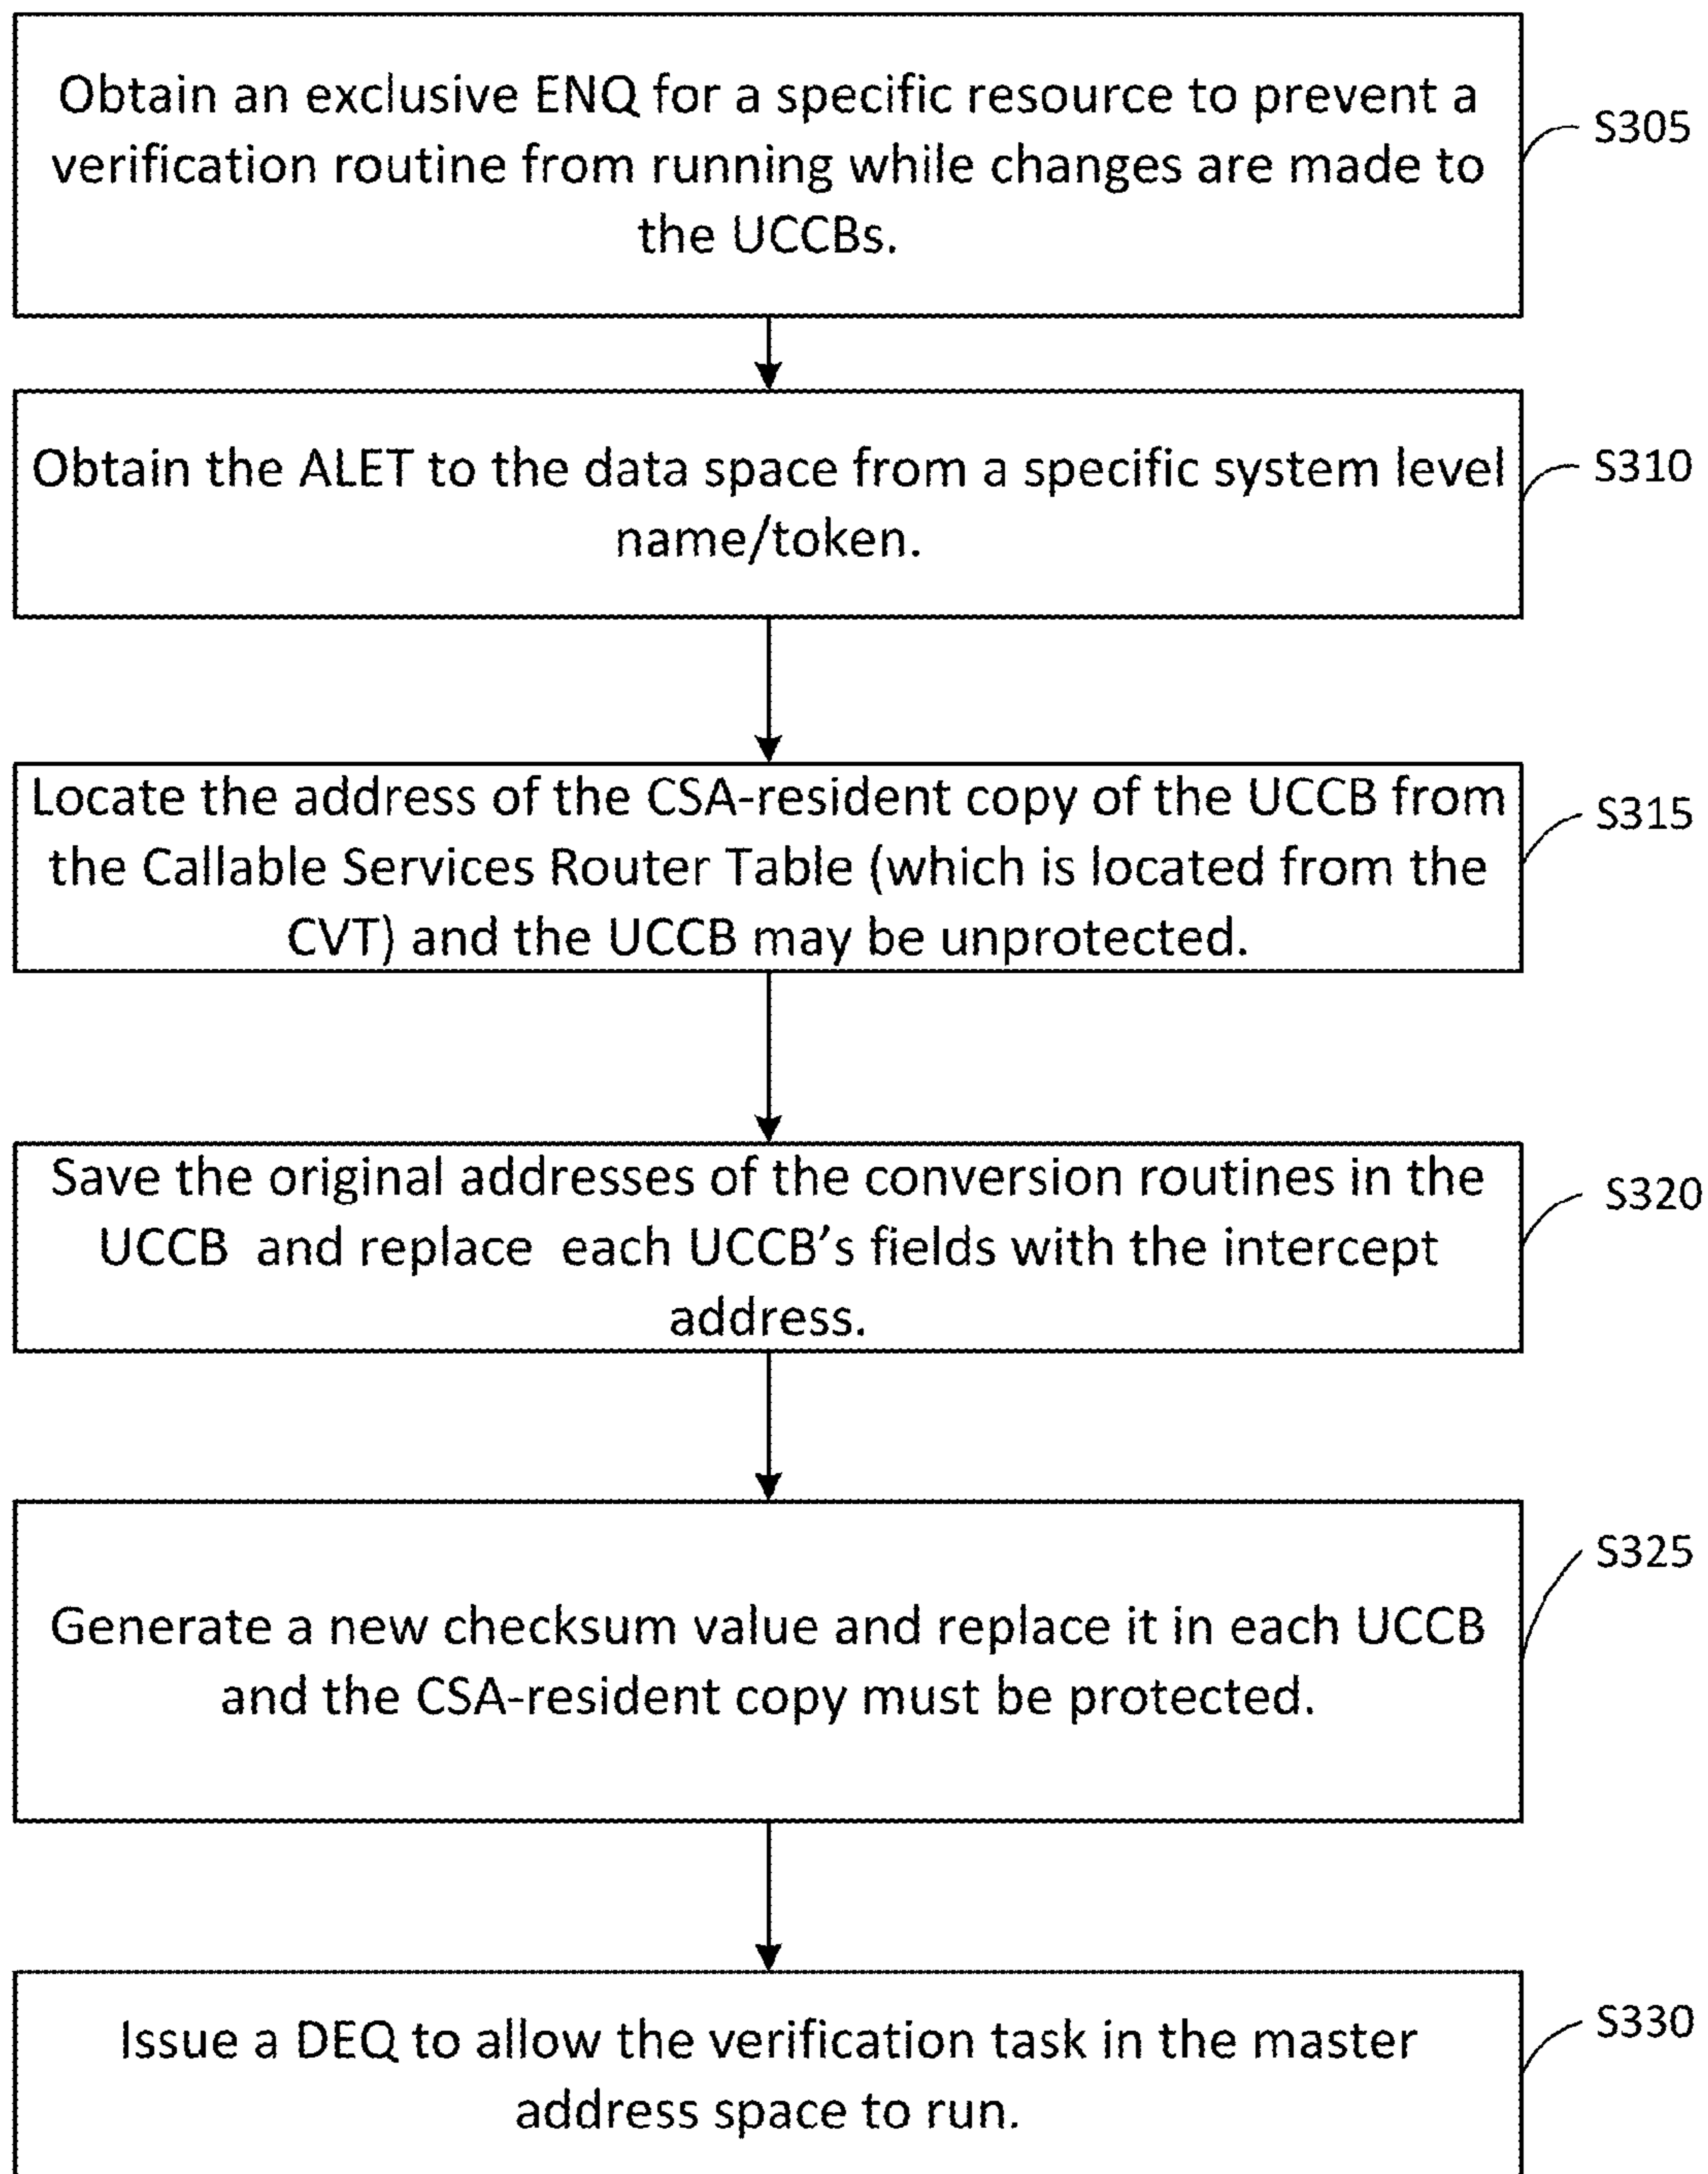 Obtain an exclusive ENQ for a specific resource to prevent a
verification routine from running while changes are made to
the UCCBs.
S305
Obtain the ALET to the data space from a specific system level
name/token.
S310
Locate the address of the CSA-resident copy of the UCCB from
the Callable Services Router Table (which is located from the
CVT) and the UCCB may be unprotected.
S315
Save the original addresses of the conversion routines in the
UCCB and replace each UCCB's fields with the intercept
address.
S320
Generate a new checksum value and replace it in each UCCB
and the CSA-resident copy must be protected.
S325
Issue a DEQ to allow the verification task in the master
address space to run.
S330